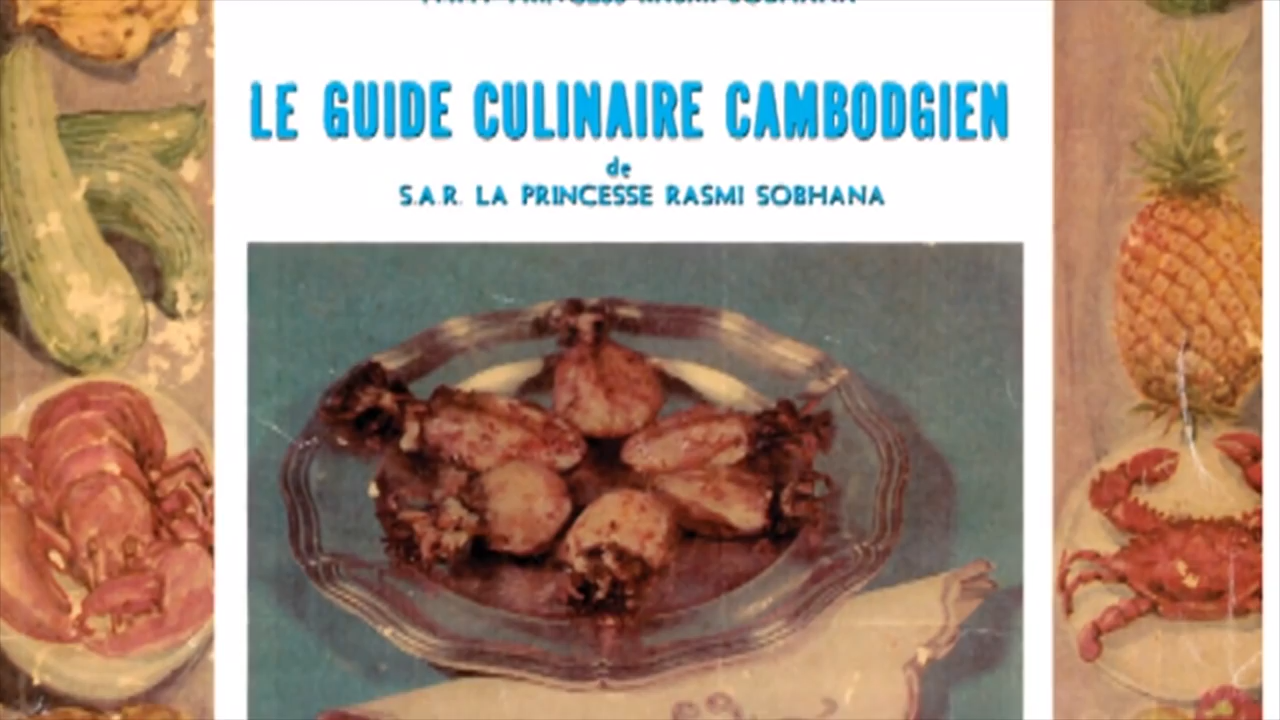 LE GUIDE CULINAIRE CAMBODGIEN
de
S.A.R. LA PRINCESSE RASMI SOBHANA